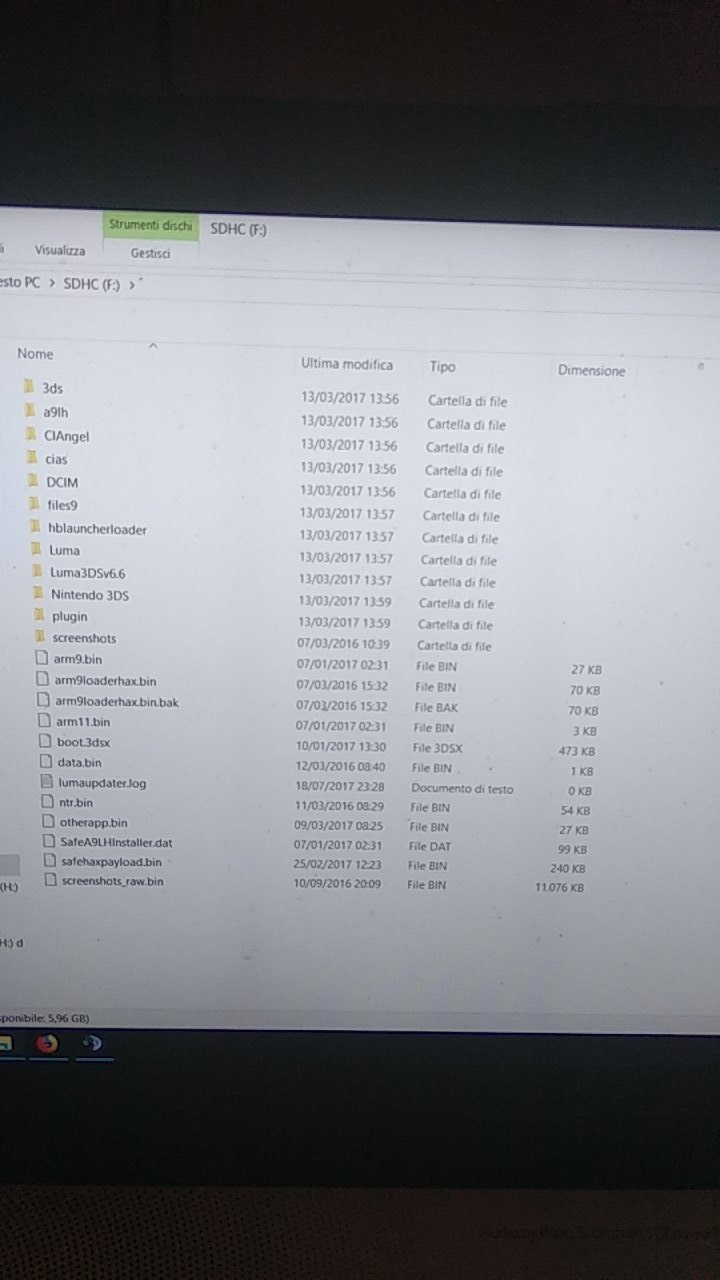 Strumenti dischi SDHC (F:)
Visualizza Gestisci
esto PC > SDHC (F:) >
Nome Ultima modifica Tipo Dimensione
3ds 13/03/2017 13:56 Cartella di file
a9lh 13/03/2017 13:56 Cartella di file
CIAngel 13/03/2017 13:56 Cartella di file
cias 13/03/2017 13:56 Cartella di file
DCIM 13/03/2017 13:56 Cartella di file
files9 13/03/2017 13:57 Cartella di file
hblauncherloader 13/03/2017 13:57 Cartella di file
Luma 13/03/2017 13:57 Cartella di file
Luma3DSv6.6 13/03/2017 13:57 Cartella di file
Nintendo 3DS 13/03/2017 13:59 Cartella di file
plugin 13/03/2017 13:59 Cartella di file
screenshots 07/03/2016 10:39 Cartella di file
arm9.bin 07/01/2017 02:31 File BIN 27 KB
arm9loaderhax.bin 07/03/2016 15:32 File BIN 70 KB
arm9loaderhax.bin.bak 07/03/2016 15:32 File BAK 70 KB
arm11.bin 07/01/2017 02:31 File BIN 3 KB
boot.3dsx 10/01/2017 13:30 File 3DSX 473 KB
data.bin 12/03/2016 08:40 File BIN 1 KB
lumaupdater.log 18/07/2017 23:28 Documento di testo 0 KB
ntr.bin 11/03/2016 08:29 File BIN 54 KB
otherapp.bin 09/03/2017 08:25 File BIN 27 KB
SafeA9LHInstaller.dat 07/01/2017 02:31 File DAT 99 KB
safehaxpayload.bin 25/02/2017 12:23 File BIN 240 KB
screenshots_raw.bin 10/09/2016 20:09 File BIN 11.076 KB
(H:)
H:) d
sponibile: 5,96 GB)